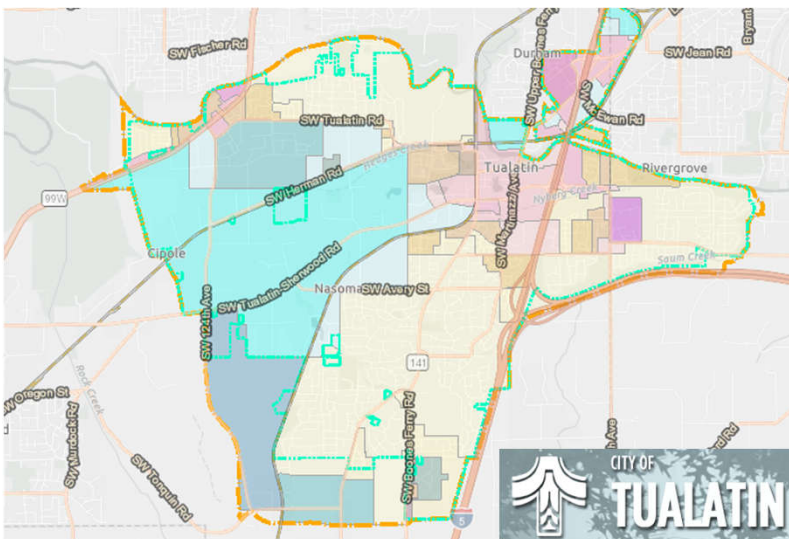 SW Fischer Rd
SW Upper Boones Ferry
Durham
SW Jean Rd
Bryant
SW McEwan Rd
SW Tualatin Rd
Tualatin
Rivergrove
SW Herman Rd
99W
Nyberg Creek
SW Martinazzi Ave
Cipole
Saum Creek
SW Tualatin-Sherwood Rd
Nasoma
SW Avery St
SW 124th Ave
141
Rock Creek
SW Oregon St
SW Murdock Rd
SW Boones Ferry Rd
SW Tonquin Rd
5
CITY OF
TUALATIN